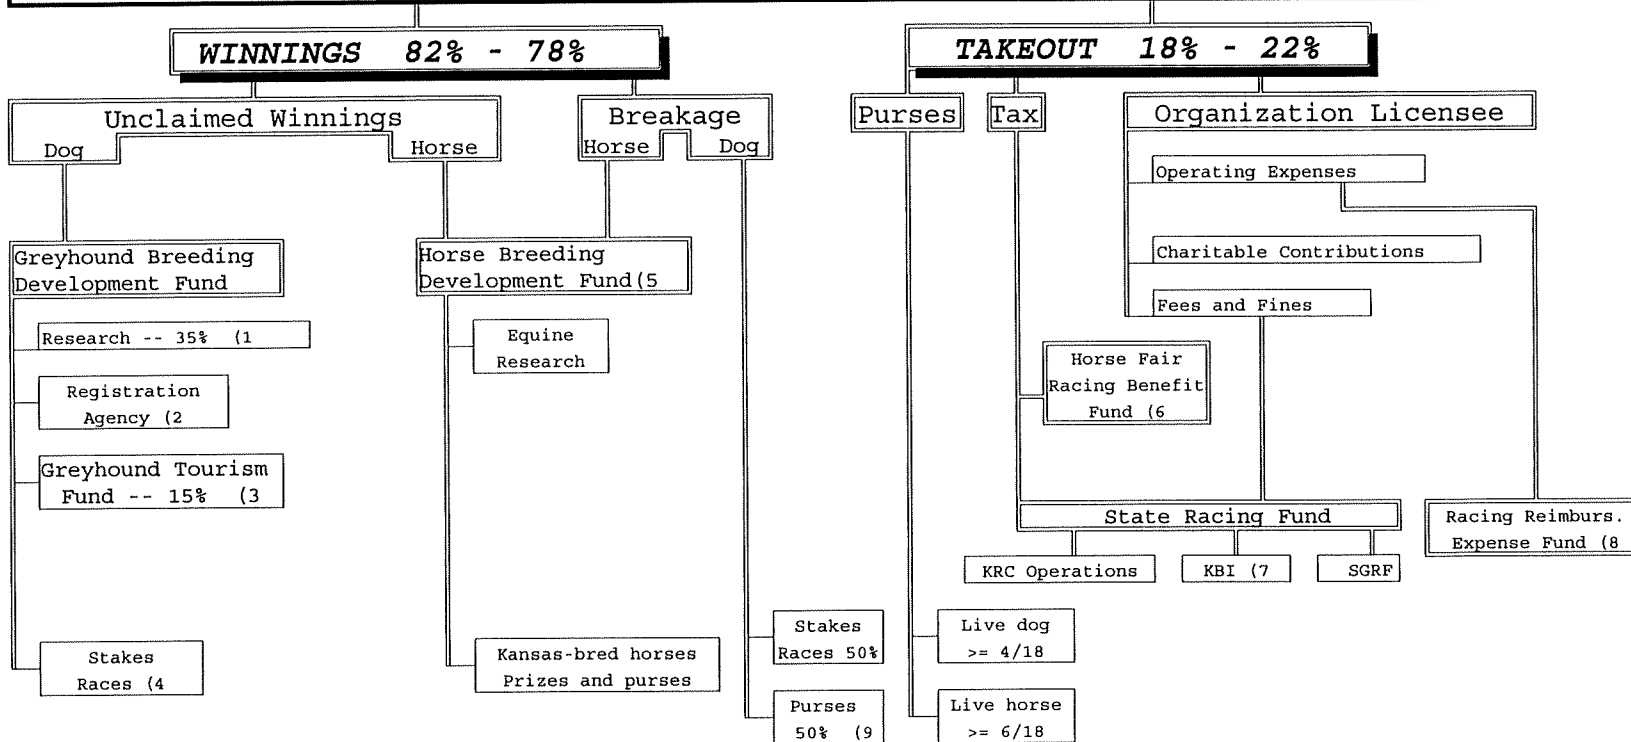 WINNINGS 82% - 78%
TAKEOUT 18% - 22%
Unclaimed Winnings
Dog
Horse
Breakage
Horse
Dog
Purses
Tax
Organization Licensee
Operating Expenses
Charitable Contributions
Fees and Fines
Greyhound Breeding
Development Fund
Horse Breeding
Development Fund(5
Research -- 35% (1
Registration
Agency (2
Greyhound Tourism
Fund -- 15% (3
Stakes
Races (4
Equine
Research
Kansas-bred horses
Prizes and purses
Stakes
Races 50%
Purses
50% (9
Horse Fair
Racing Benefit
Fund (6
State Racing Fund
Racing Reimburs.
Expense Fund (8
KRC Operations
KBI (7
SGRF
Live dog
>= 4/18
Live horse
>= 6/18